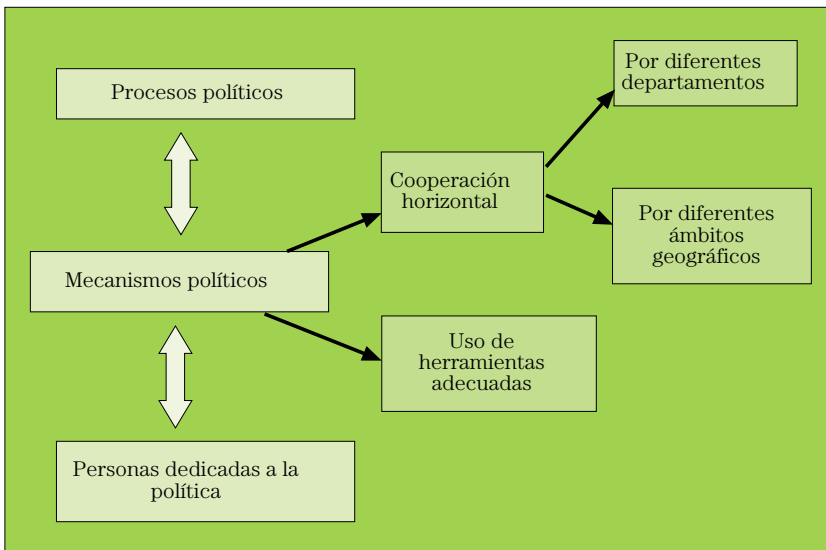 Procesos políticos
Mecanismos políticos
Personas dedicadas a la
política
Cooperación
horizontal
Uso de
herramientas
adecuadas
Por diferentes
departamentos
Por diferentes
ámbitos
geográficos